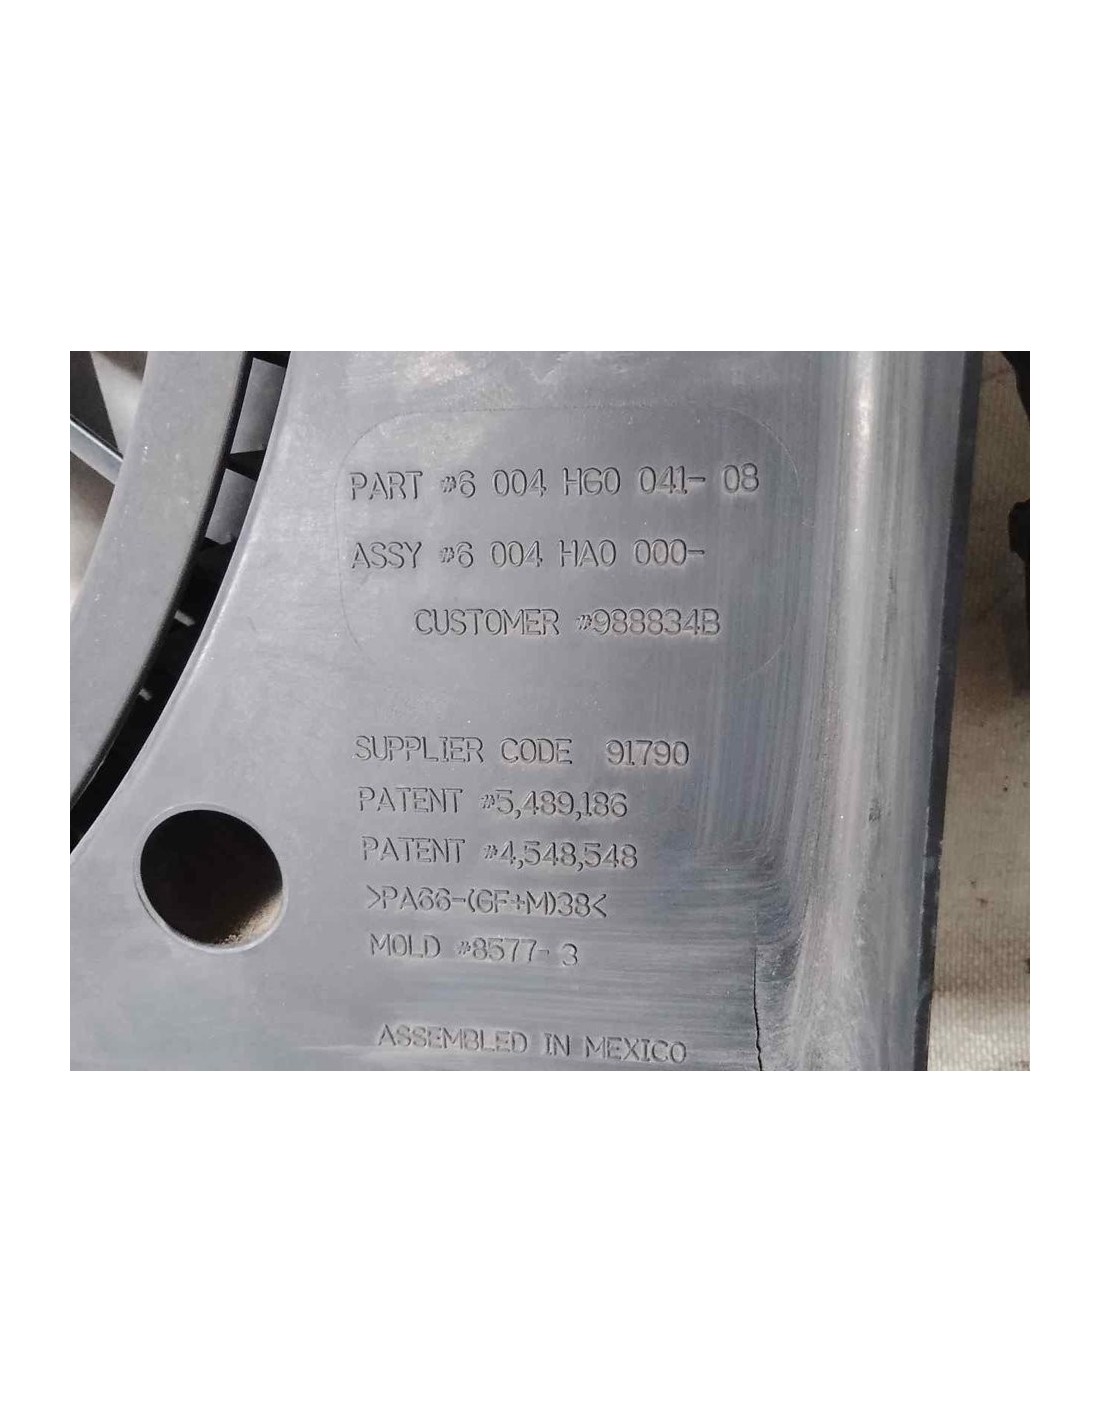 PART #6 004 HG0 041- 08
ASSY #6 004 HA0 000-
CUSTOMER #988834B
SUPPLIER CODE 91790
PATENT #5,489,186
PATENT #4,548,548
>PA66-(GF+M)38<
MOLD #8577- 3
ASSEMBLED IN MEXICO